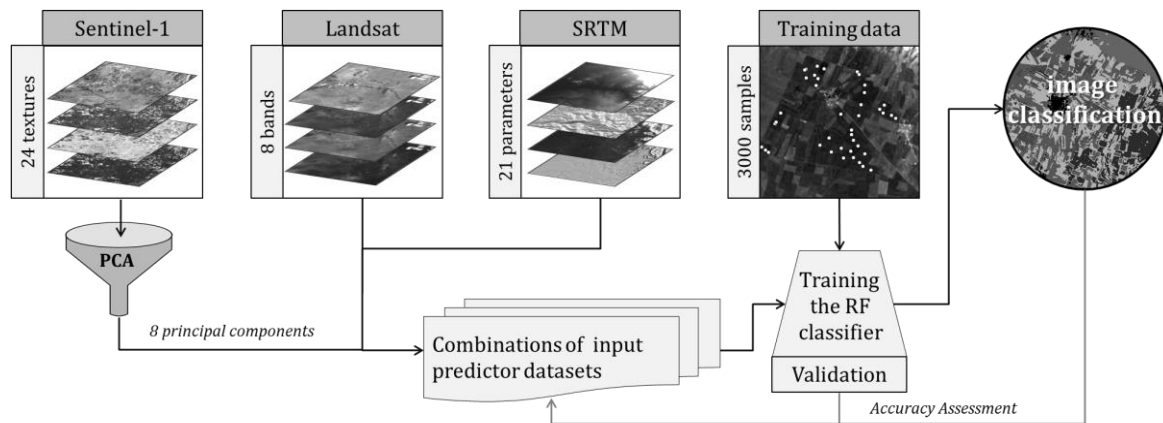 Sentinel-1
24 textures
Landsat
8 bands
SRTM
21 parameters
Training data
3000 samples
image
classification
PCA
8 principal components
Combinations of input
predictor datasets
Training
the RF
classifier
Validation
Accuracy Assessment